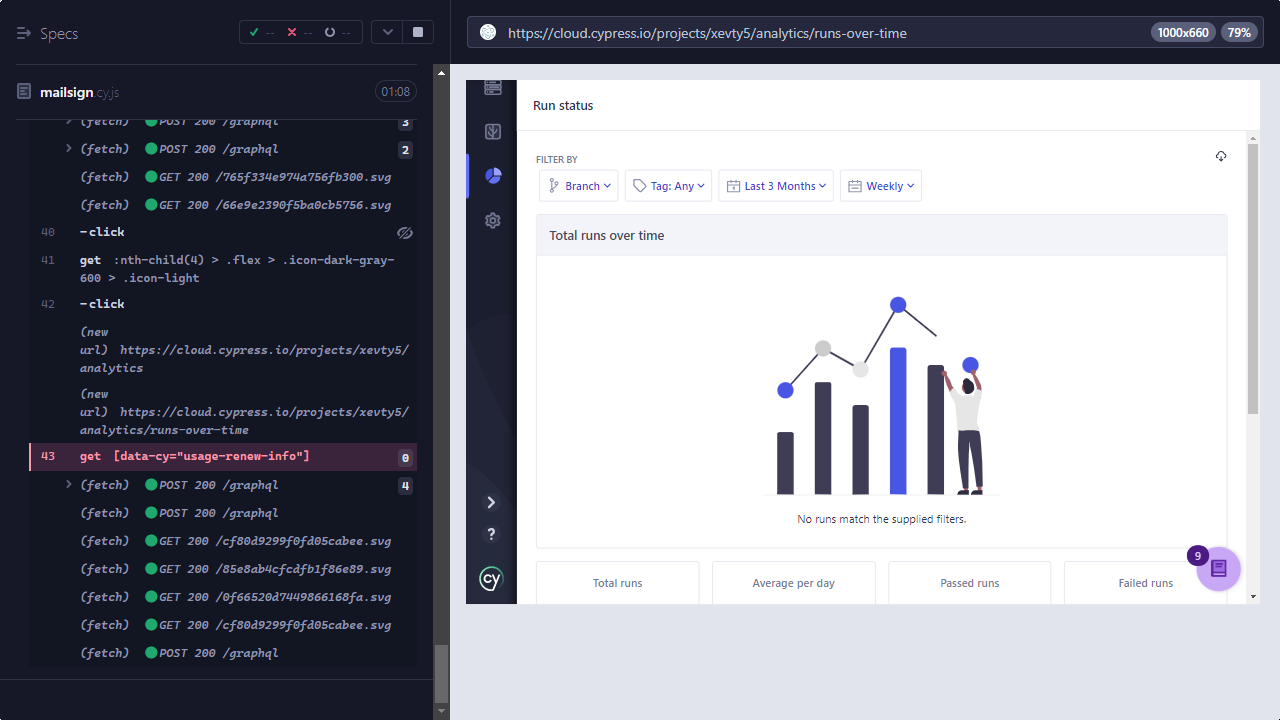 Specs
--
--
--
https://cloud.cypress.io/projects/xevty5/analytics/runs-over-time
1000x660
79%
mailsign.cy.js
01:08
(fetch) POST 200 /graphql 3
(fetch) POST 200 /graphql 2
(fetch) GET 200 /765f334e974a756fb300.svg
(fetch) GET 200 /66e9e2390f5ba0cb5756.svg
40 -click
41 get :nth-child(4) > .flex > .icon-dark-gray-
600 > .icon-light
42 -click
(new
url) https://cloud.cypress.io/projects/xevty5/
analytics
(new
url) https://cloud.cypress.io/projects/xevty5/
analytics/runs-over-time
43 get [data-cy="usage-renew-info"] 0
(fetch) POST 200 /graphql 4
(fetch) POST 200 /graphql
(fetch) GET 200 /cf80d9299f0fd05cabee.svg
(fetch) GET 200 /85e8ab4cfcdfb1f86e89.svg
(fetch) GET 200 /0f66520d7449866168fa.svg
(fetch) GET 200 /cf80d9299f0fd05cabee.svg
(fetch) POST 200 /graphql
Run status
FILTER BY
Branch
Tag: Any
Last 3 Months
Weekly
Total runs over time
No runs match the supplied filters.
Total runs
Average per day
Passed runs
Failed runs
9
?
cy